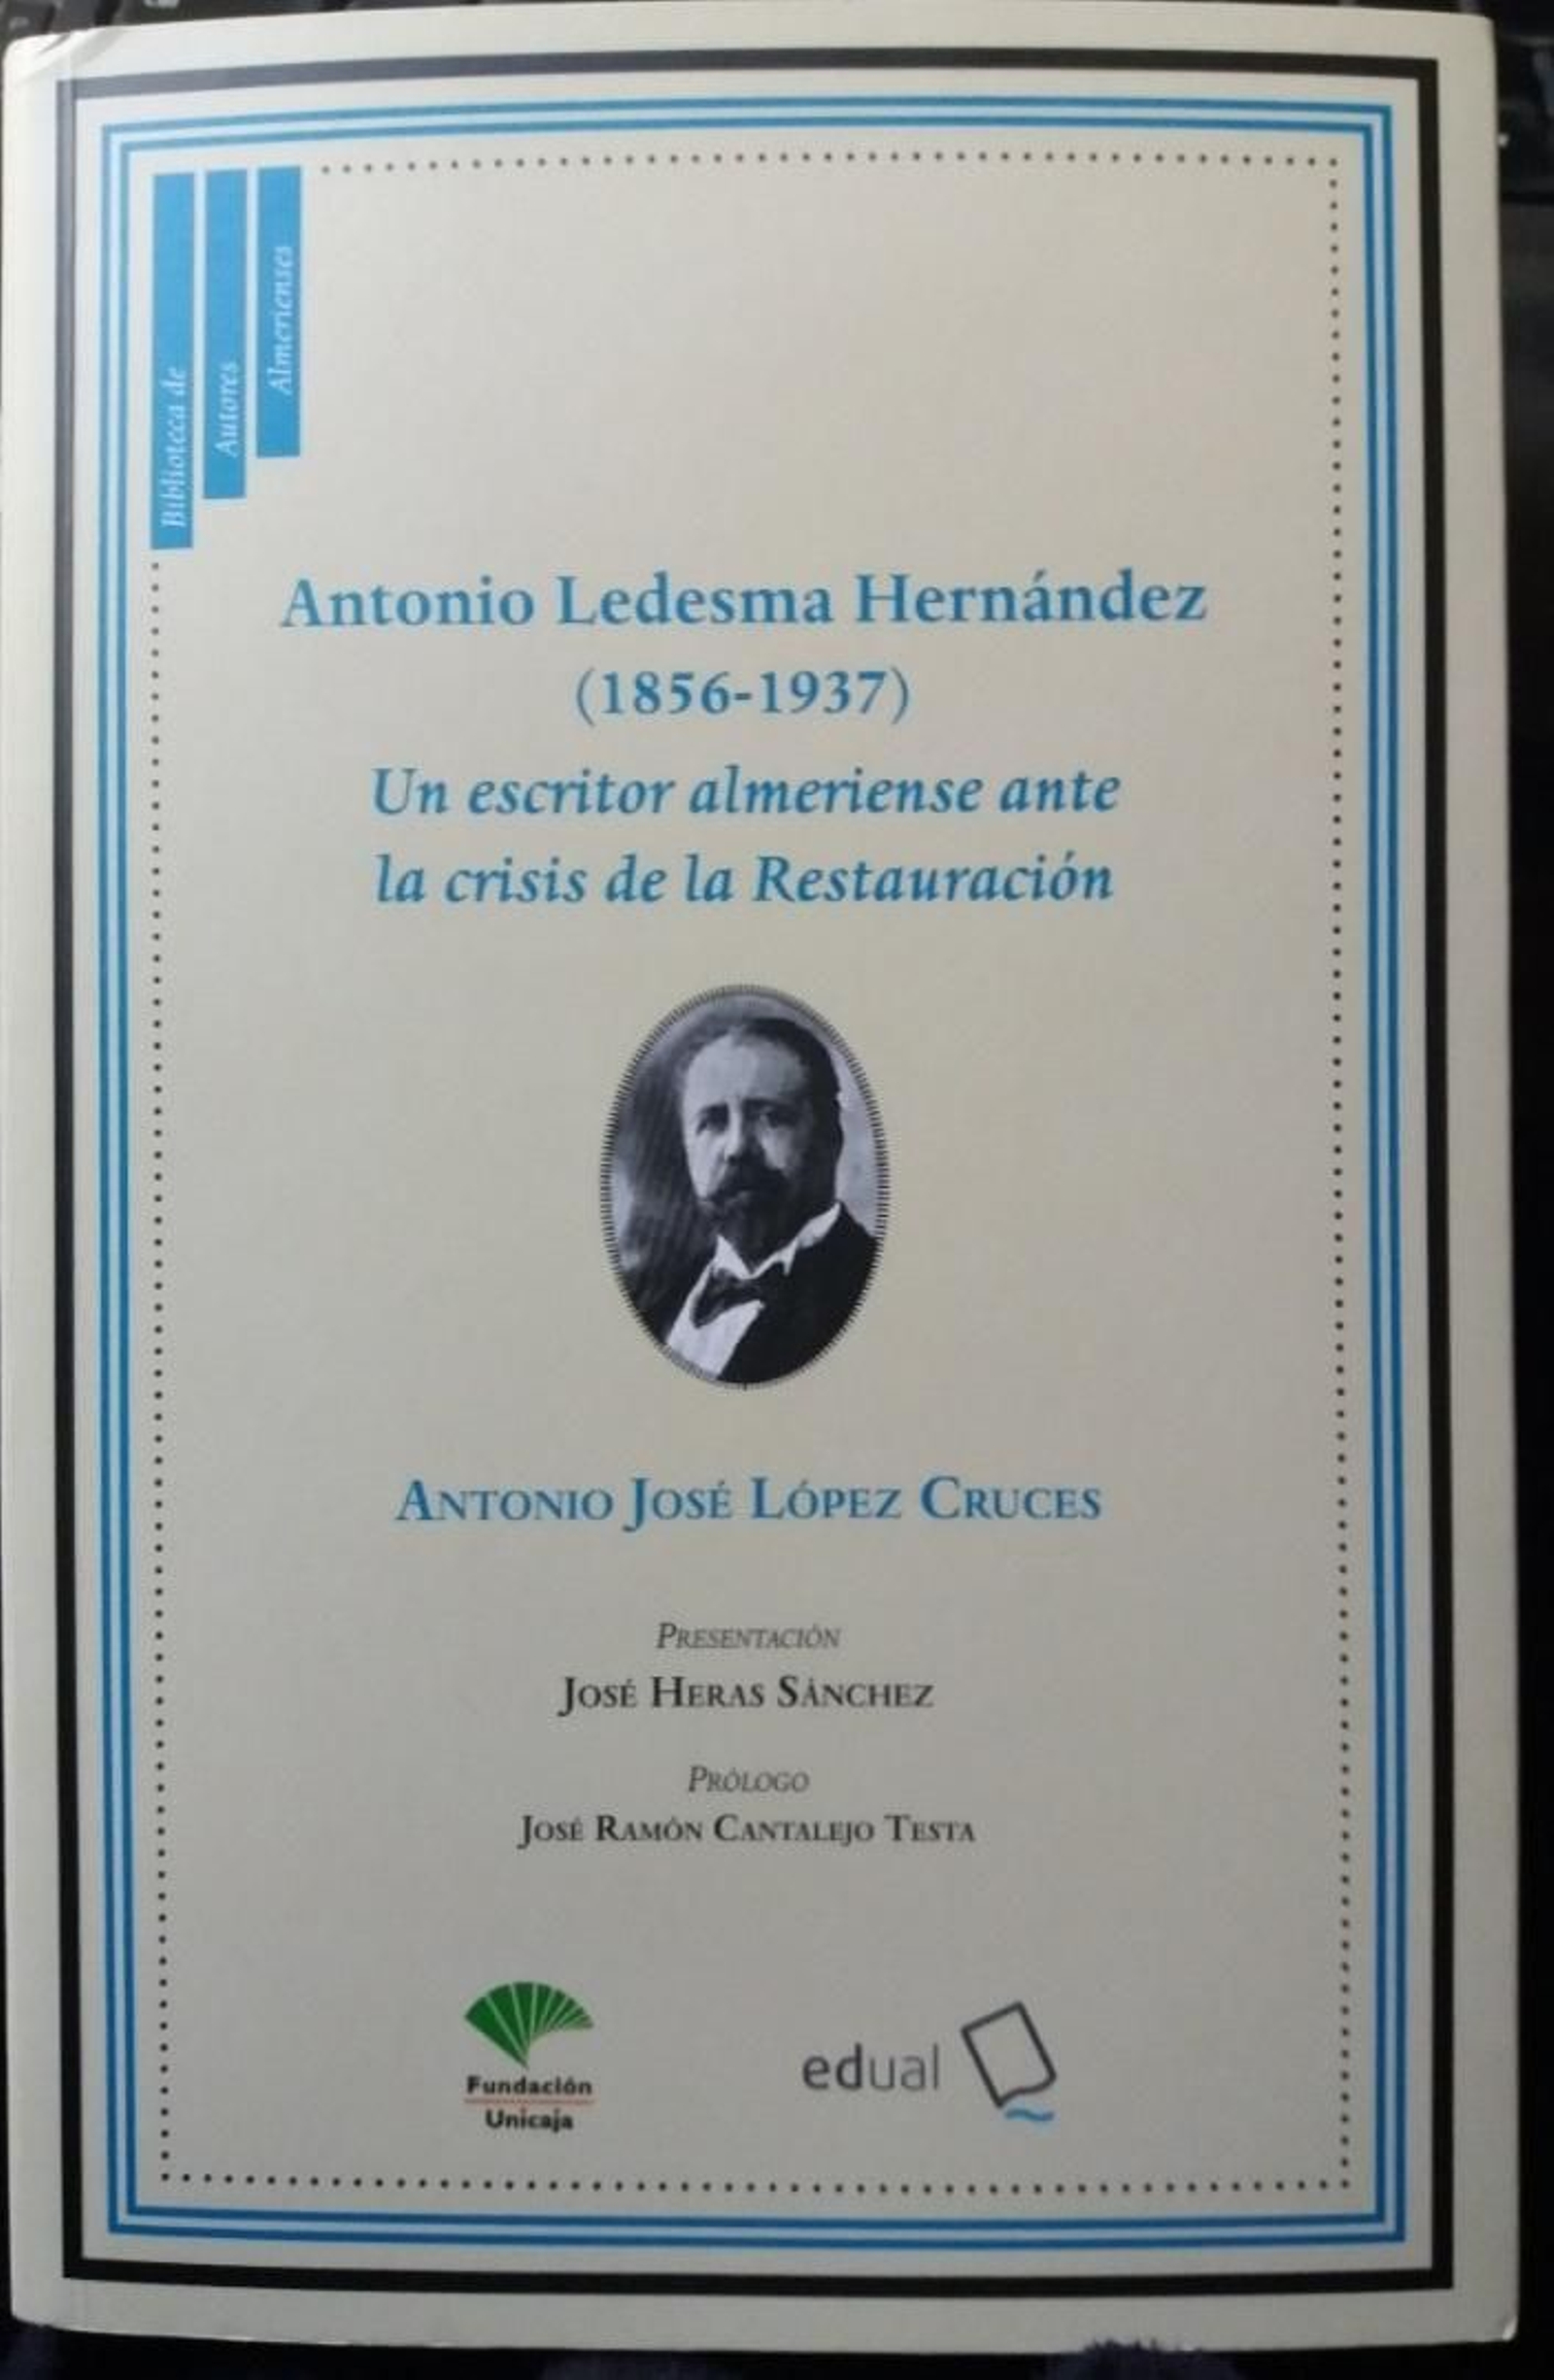 Biblioteca de
Autores
Almerienses
Antonio Ledesma Hernández
(1856-1937)
Un escritor almeriense ante
la crisis de la Restauración
ANTONIO JOSÉ LÓPEZ CRUCES
PRESENTACIÓN
JOSÉ HERAS SÁNCHEZ
PRÓLOGO
JOSÉ RAMÓN CANTALEJO TESTA
Fundación
Unicaja
edual